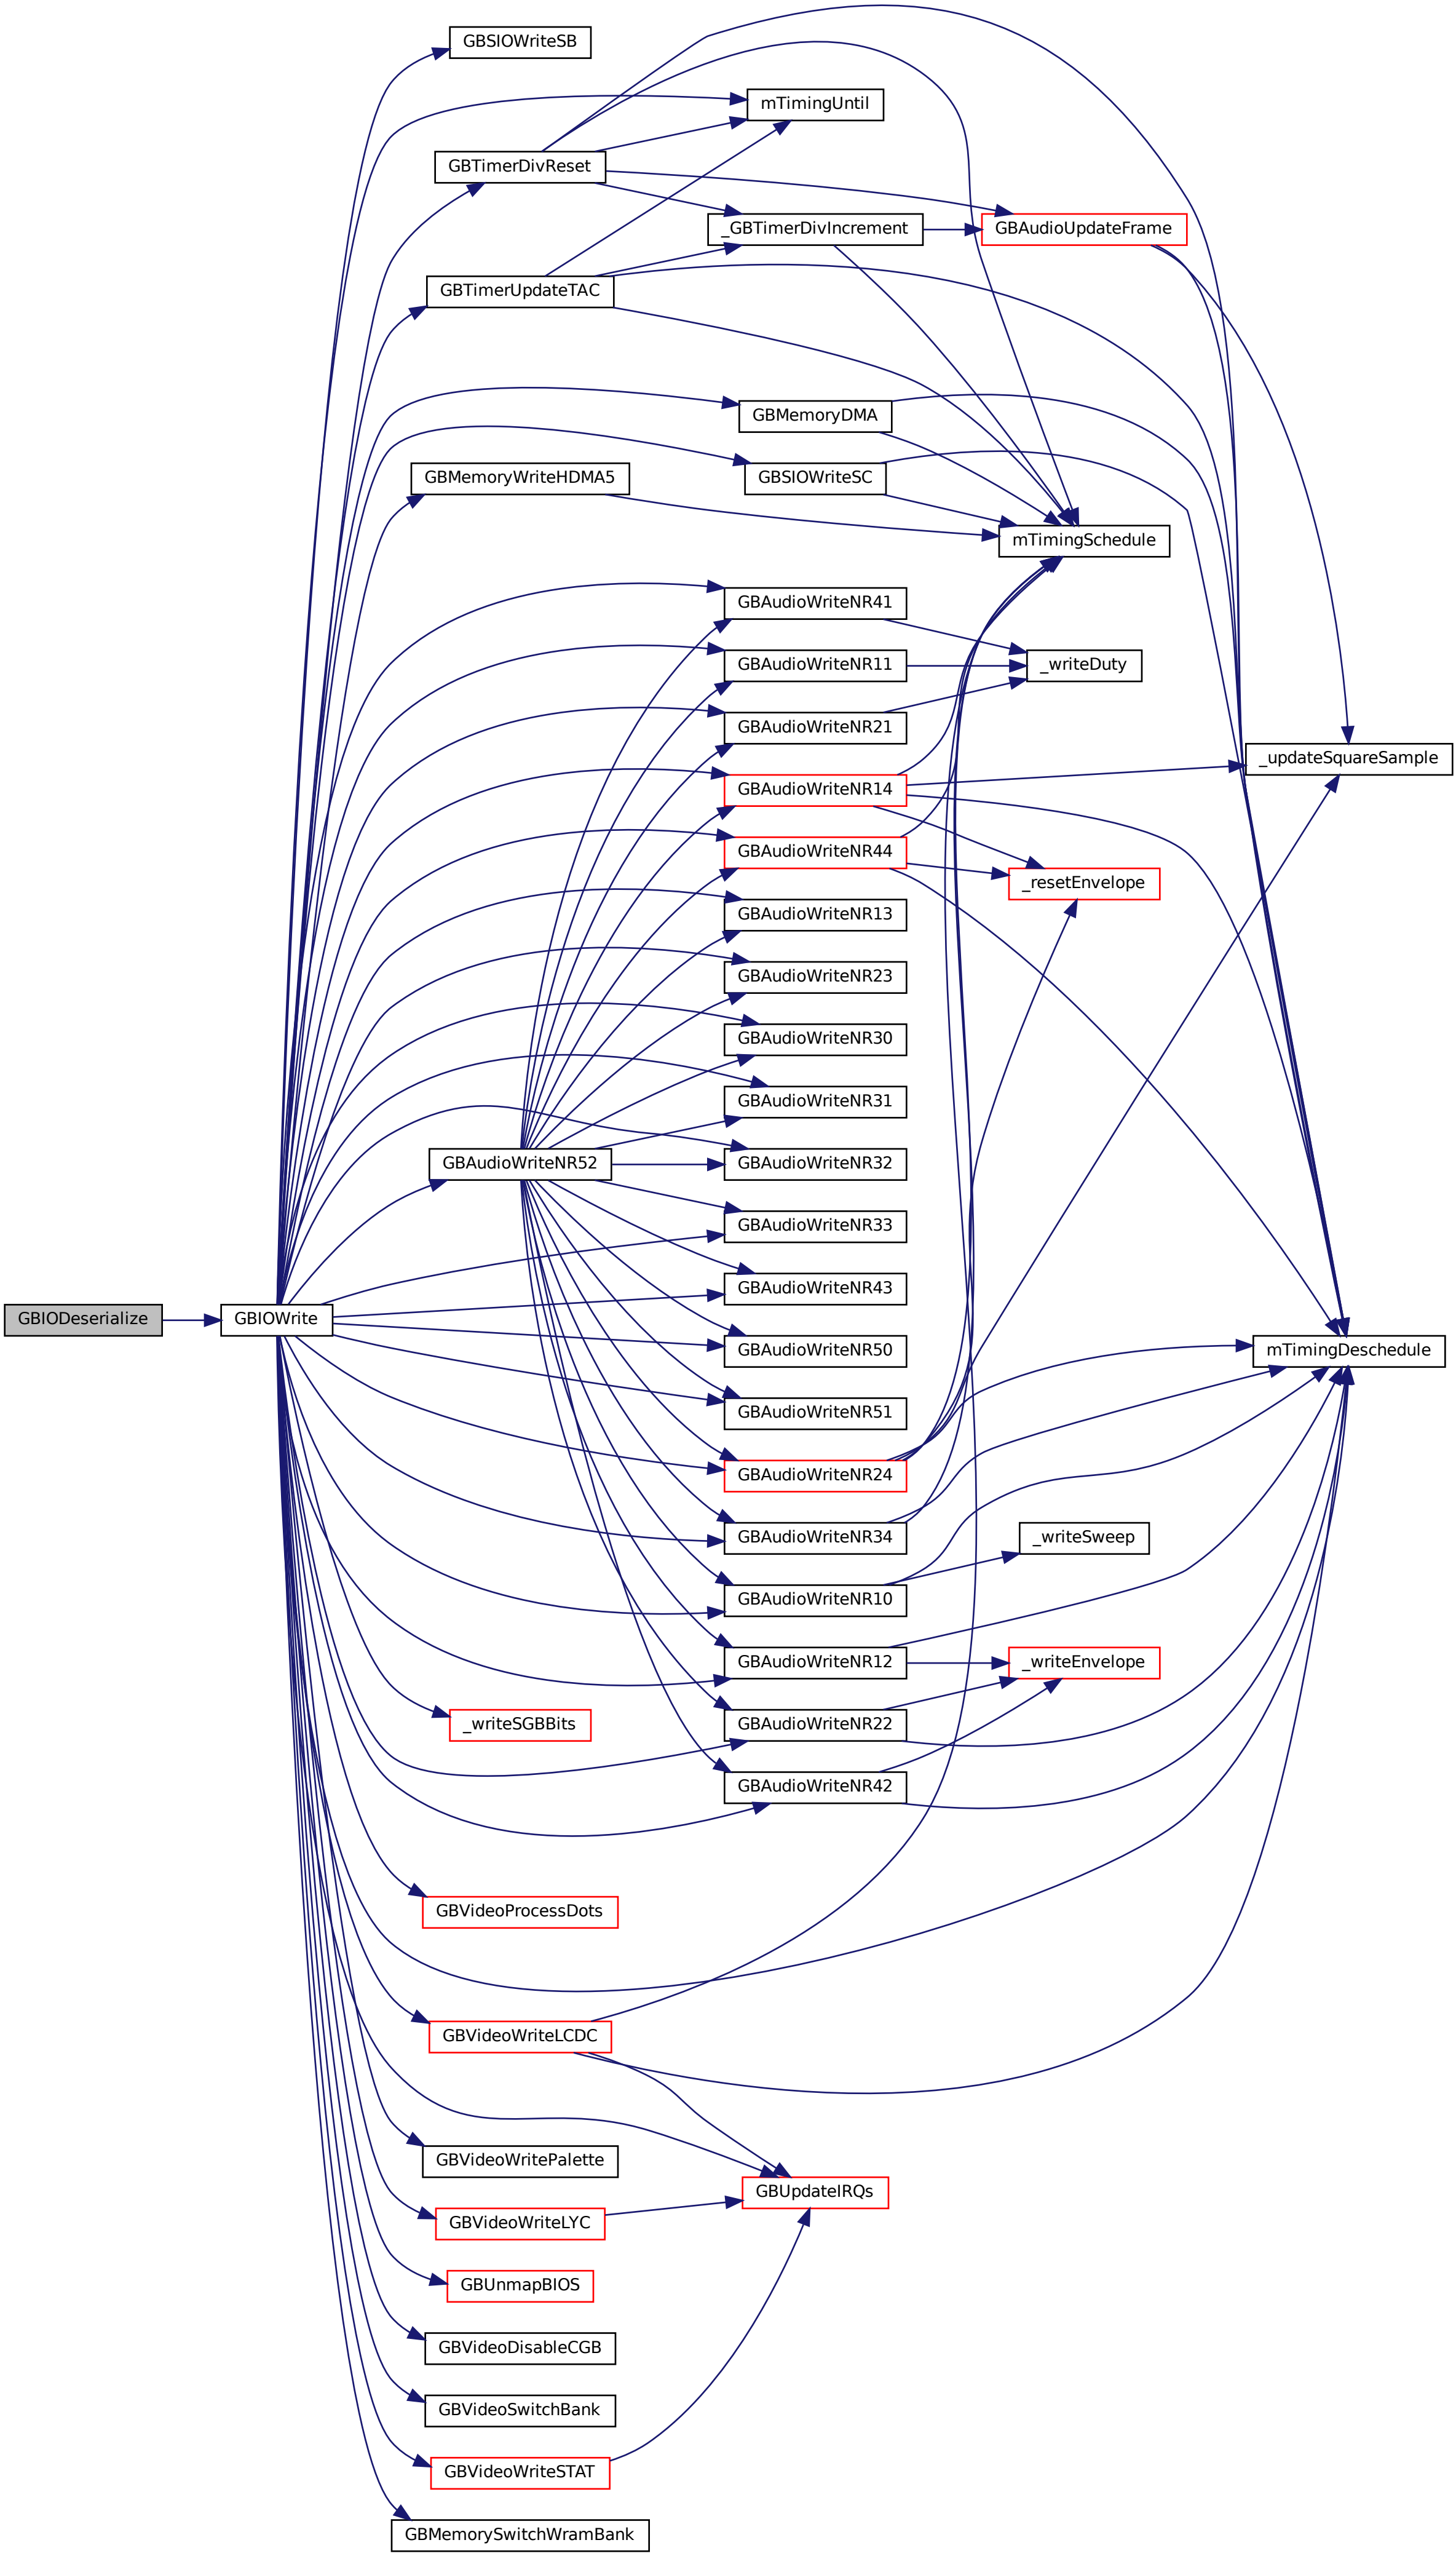 GBSIOWriteSB
mTimingUntil
GBTimerDivReset
_GBTimerDivIncrement
GBAudioUpdateFrame
GBTimerUpdateTAC
GBMemoryDMA
GBMemoryWriteHDMA5
GBSIOWriteSC
mTimingSchedule
GBAudioWriteNR41
GBAudioWriteNR11
_writeDuty
GBAudioWriteNR21
_updateSquareSample
GBAudioWriteNR14
GBAudioWriteNR44
_resetEnvelope
GBAudioWriteNR13
GBAudioWriteNR23
GBAudioWriteNR30
GBAudioWriteNR31
GBAudioWriteNR52
GBAudioWriteNR32
GBAudioWriteNR33
GBAudioWriteNR43
GBIODeserialize
GBIOWrite
GBAudioWriteNR50
mTimingDeschedule
GBAudioWriteNR51
GBAudioWriteNR24
GBAudioWriteNR34
_writeSweep
GBAudioWriteNR10
GBAudioWriteNR12
_writeEnvelope
_writeSGBBits
GBAudioWriteNR22
GBAudioWriteNR42
GBVideoProcessDots
GBVideoWriteLCDC
GBVideoWritePalette
GBUpdateIRQs
GBVideoWriteLYC
GBUnmapBIOS
GBVideoDisableCGB
GBVideoSwitchBank
GBVideoWriteSTAT
GBMemorySwitchWramBank